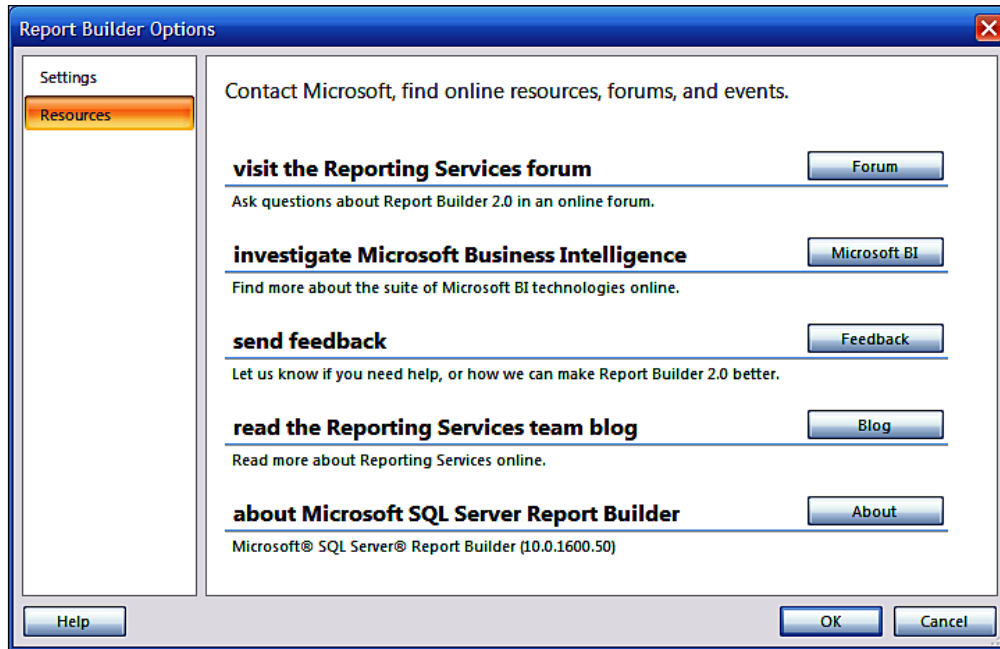 Report Builder Options
Settings
Resources
Contact Microsoft, find online resources, forums, and events.
visit the Reporting Services forum
Forum
Ask questions about Report Builder 2.0 in an online forum.
investigate Microsoft Business Intelligence
Microsoft BI
Find more about the suite of Microsoft BI technologies online.
send feedback
Feedback
Let us know if you need help, or how we can make Report Builder 2.0 better.
read the Reporting Services team blog
Blog
Read more about Reporting Services online.
about Microsoft SQL Server Report Builder
About
Microsoft® SQL Server® Report Builder (10.0.1600.50)
Help
OK
Cancel